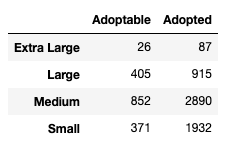 Adoptable Adopted
Extra Large 26 87
Large 405 915
Medium 852 2890
Small 371 1932